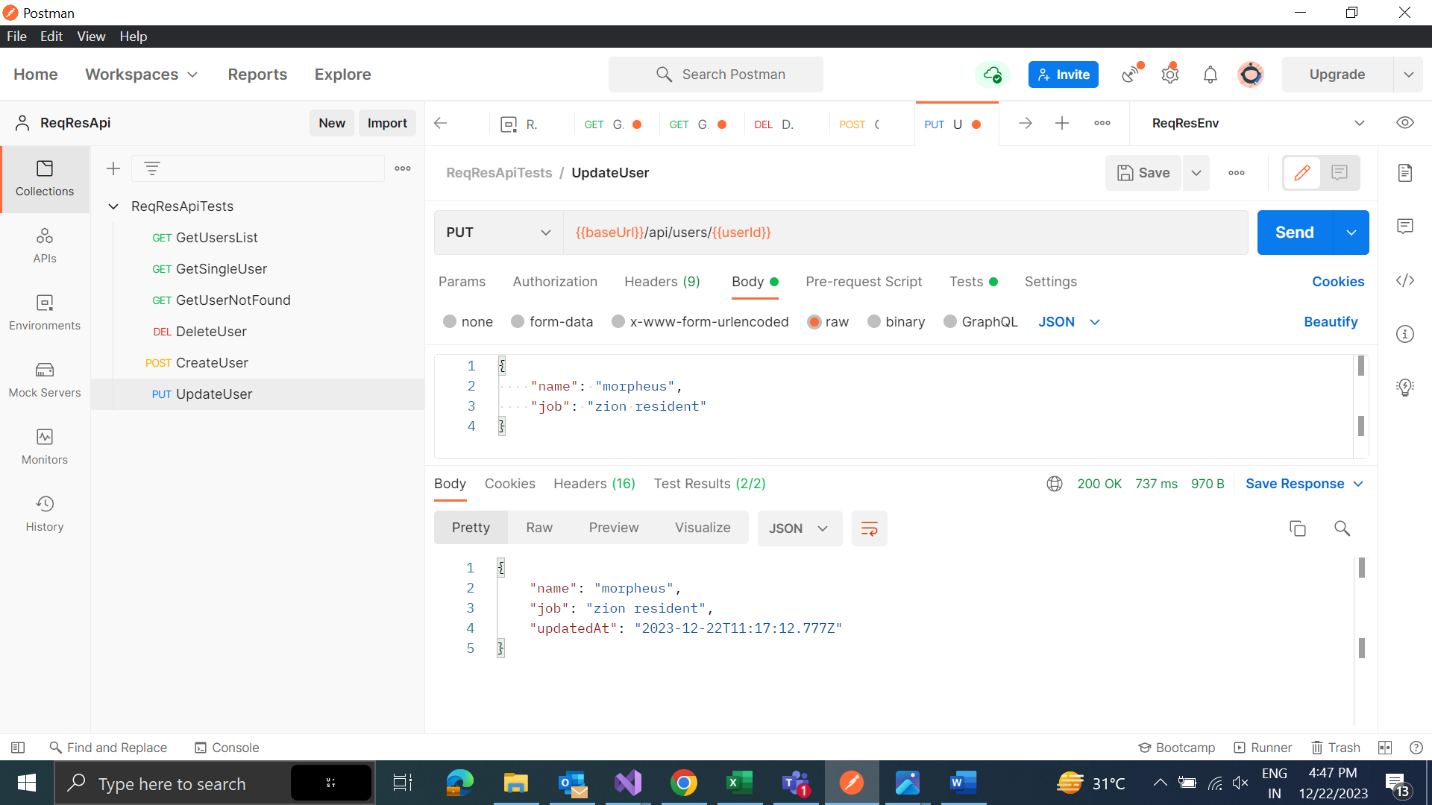 Postman
File Edit View Help
Home Workspaces Reports Explore Search Postman Invite Upgrade
ReqResApi New Import R. GET G. GET G. DEL D. POST PUT U ReqResEnv
Collections
APIs
Environments
Mock Servers
Monitors
History
ReqResApiTests
GET GetUsersList
GET GetSingleUser
GET GetUserNotFound
DEL DeleteUser
POST CreateUser
PUT UpdateUser
ReqResApiTests / UpdateUser Save
PUT {{baseUrl}}/api/users/{{userId}} Send
Params Authorization Headers (9) Body Pre-request Script Tests Settings Cookies
none form-data x-www-form-urlencoded raw binary GraphQL JSON Beautify
1 {
2 "name": "morpheus",
3 "job": "zion resident"
4 }
Body Cookies Headers (16) Test Results (2/2) 200 OK 737 ms 970 B Save Response
Pretty Raw Preview Visualize JSON
1 {
2 "name": "morpheus",
3 "job": "zion resident",
4 "updatedAt": "2023-12-22T11:17:12.777Z"
5 }
Find and Replace Console Bootcamp Runner Trash
Type here to search 1 31°C ENG IN 4:47 PM 12/22/2023 13